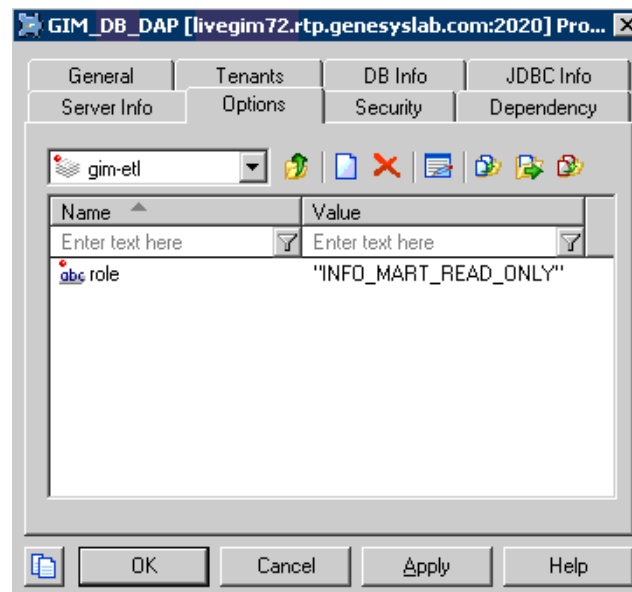 GIM_DB_DAP [livegim72.rtp.genesyslab.com:2020] Pro...
General Tenants DB Info JDBC Info
Server Info Options Security Dependency
gim-etl
Name Value
Enter text here Enter text here
abc role "INFO_MART_READ_ONLY"
OK Cancel Apply Help